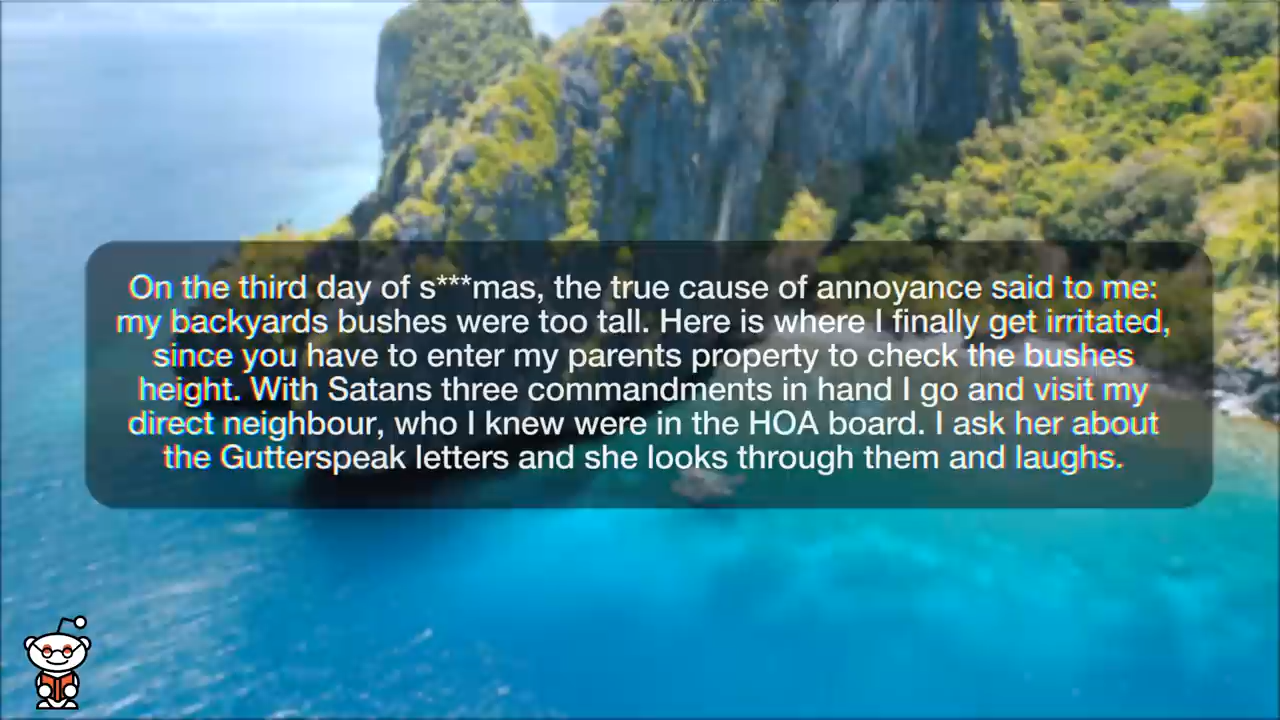 On the third day of s***mas, the true cause of annoyance said to me:
my backyards bushes were too tall. Here is where I finally get irritated,
since you have to enter my parents property to check the bushes
height. With Satans three commandments in hand I go and visit my
direct neighbour, who I knew were in the HOA board. I ask her about
the Gutterspeak letters and she looks through them and laughs.